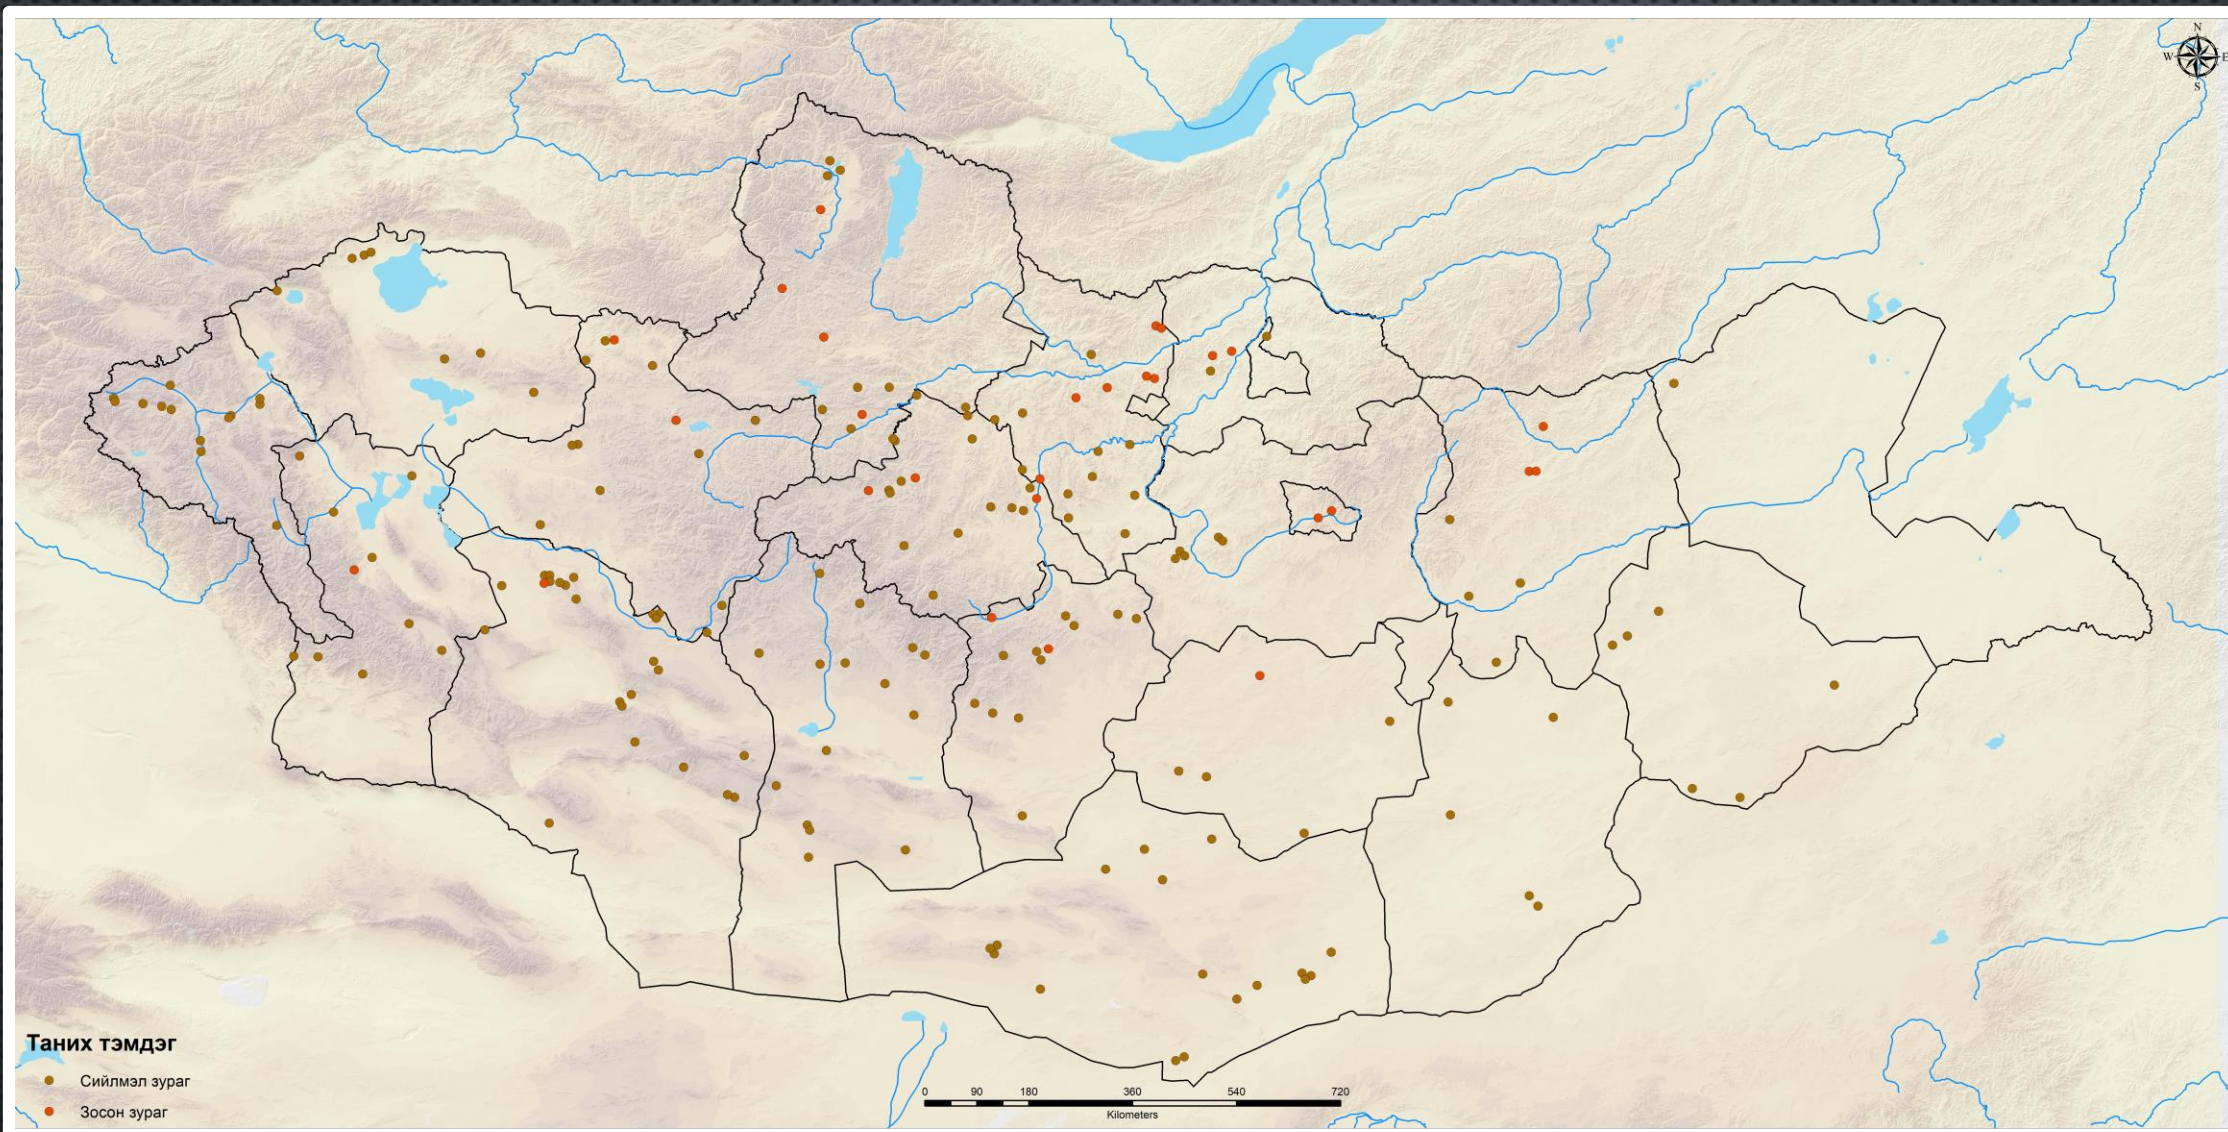 N
W E
S
Таних тэмдэг
Сийлмэл зураг
Зосон зураг
0 90 180 360 540 720
Kilometers